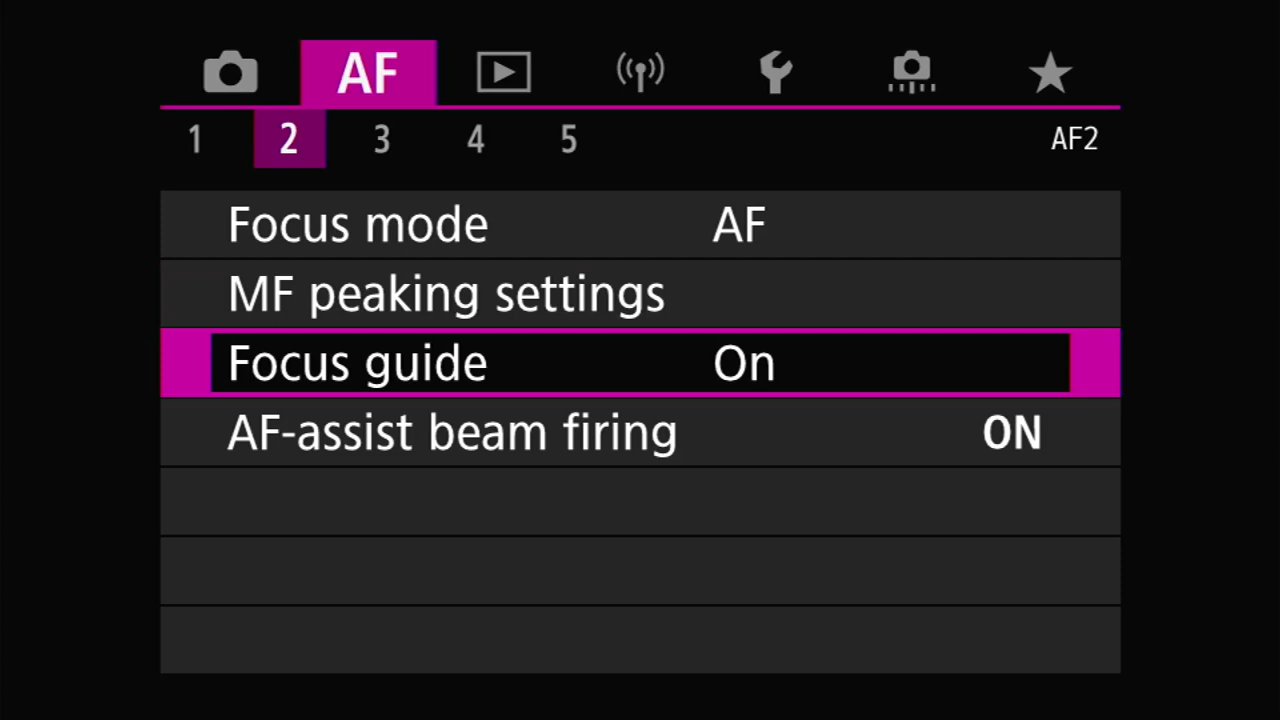 AF
1 2 3 4 5 AF2
Focus mode AF
MF peaking settings
Focus guide On
AF-assist beam firing ON